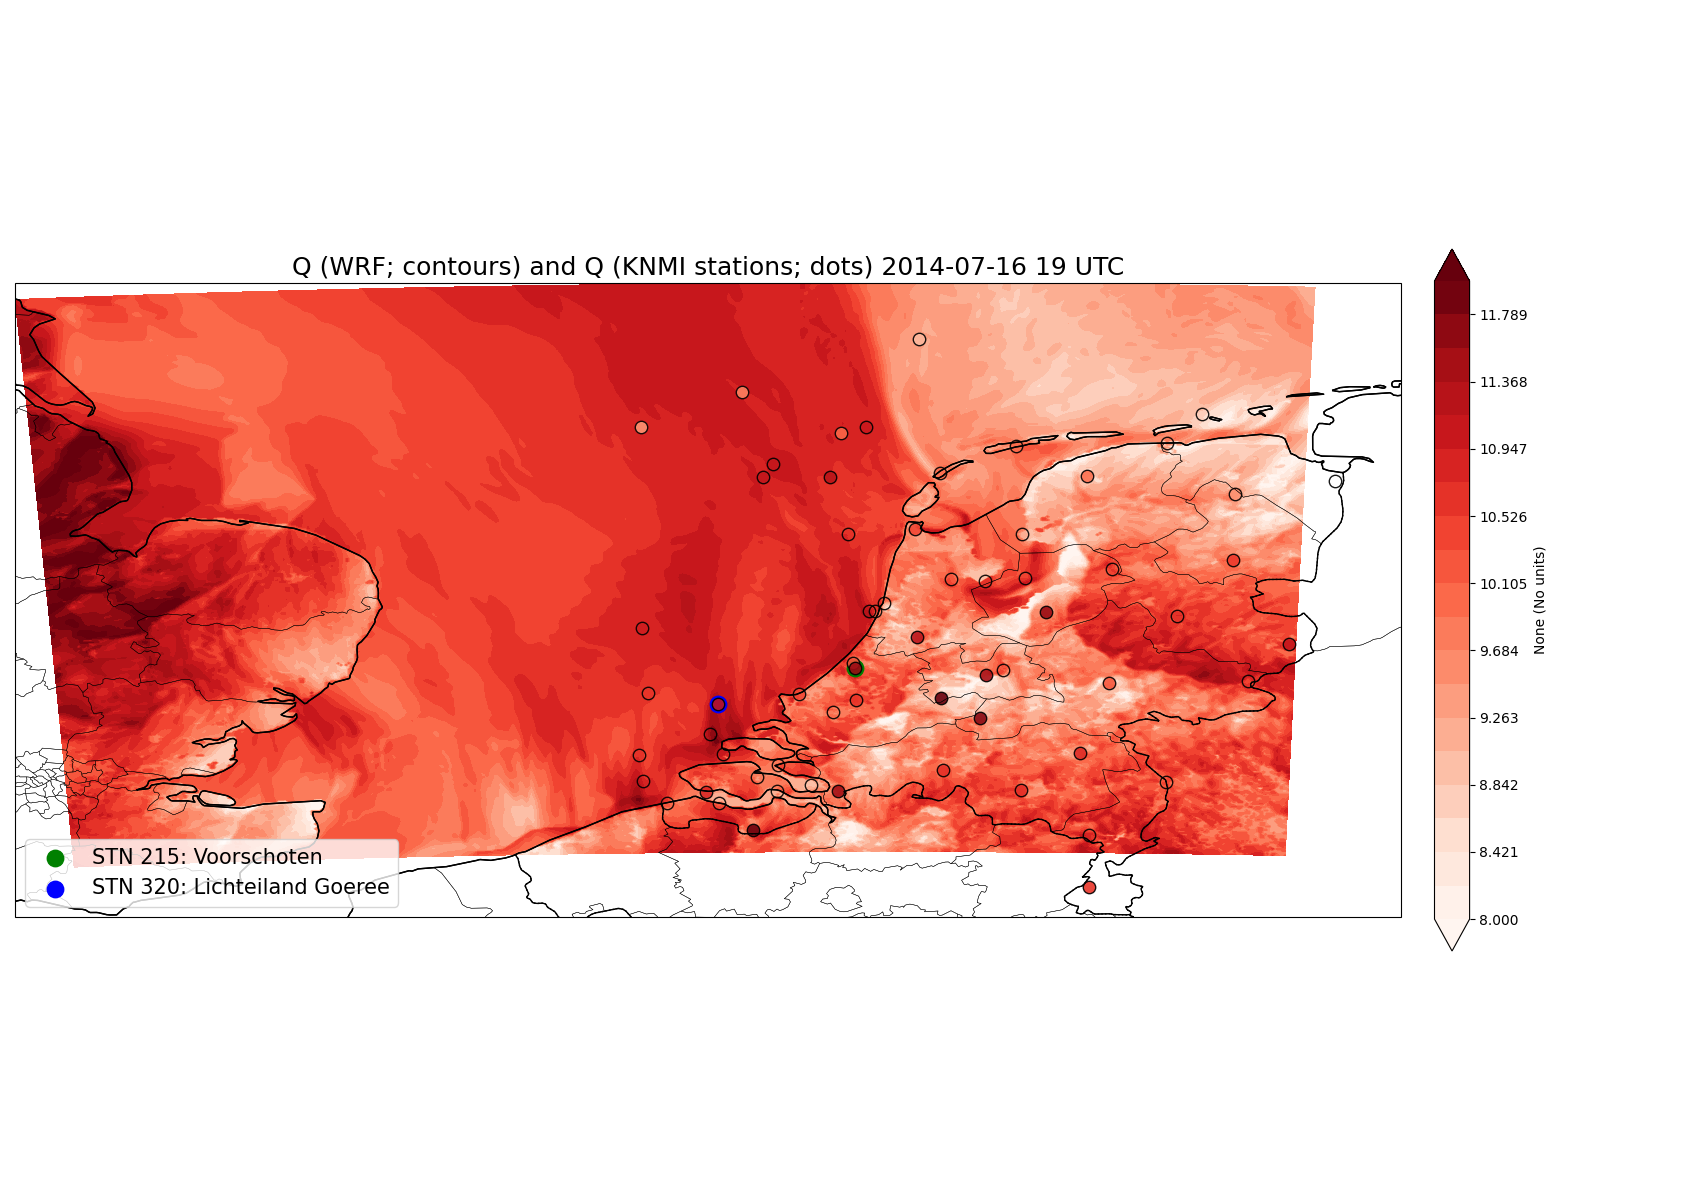 Q (WRF; contours) and Q (KNMI stations; dots) 2014-07-16 19 UTC
11.789
11.368
10.947
10.526
10.105
9.684
9.263
8.842
8.421
8.000
None (No units)
STN 215: Voorschoten
STN 320: Lichteiland Goeree